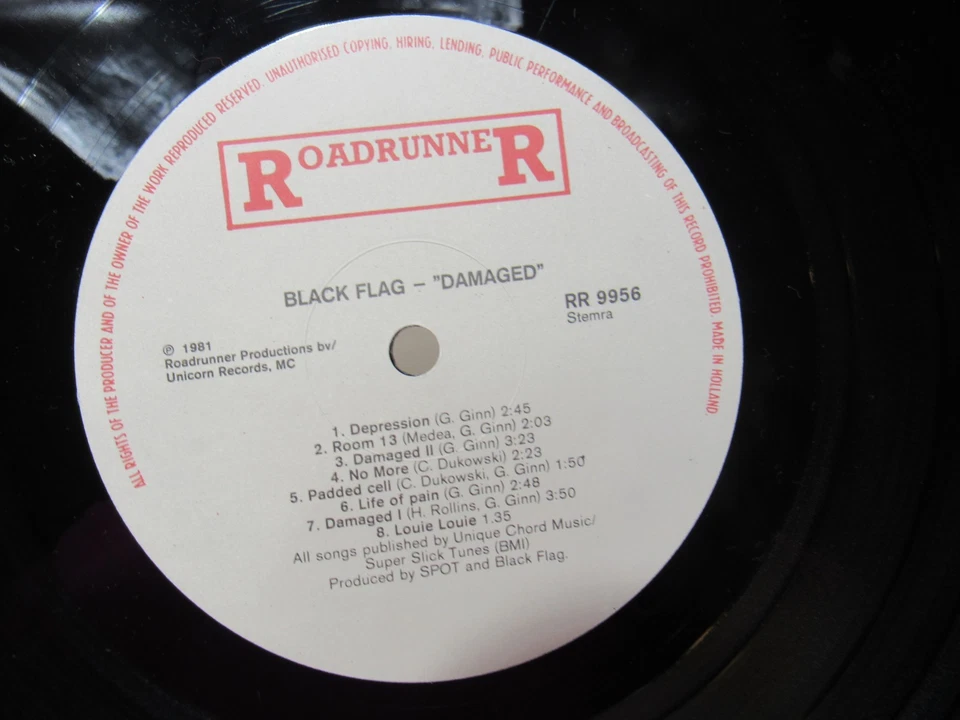 ALL RIGHTS OF THE PRODUCER AND OF THE OWNER OF THE WORK REPRODUCED RESERVED. UNAUTHORISED COPYING, HIRING, LENDING, PUBLIC PERFORMANCE AND BROADCASTING OF THIS RECORD PROHIBITED. MADE IN HOLLAND.
ROADRUNNER
BLACK FLAG – "DAMAGED"
RR 9956
Stemra
℗ 1981
Roadrunner Productions bv/
Unicorn Records, MC
1. Depression (G. Ginn) 2:45
2. Room 13 (Medea, G. Ginn) 2:03
3. Damaged II (G. Ginn) 3:23
4. No More (C. Dukowski) 2:23
5. Padded cell (C. Dukowski, G. Ginn) 1:50
6. Life of pain (G. Ginn) 2:48
7. Damaged I (H. Rollins, G. Ginn) 3:50
8. Louie Louie 1.35
All songs published by Unique Chord Music/
Super Slick Tunes (BMI)
Produced by SPOT and Black Flag.